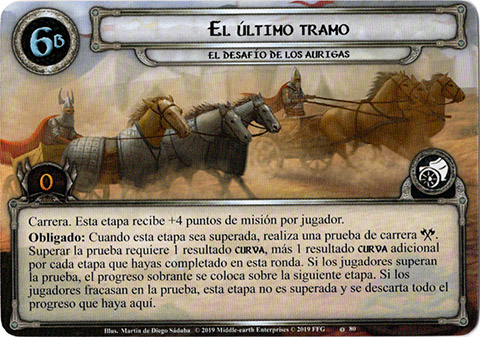 6B
El último tramo
El desafío de los aurigas
0
Carrera. Esta etapa recibe +4 puntos de misión por jugador.
Obligado: Cuando esta etapa sea superada, realiza una prueba de carrera.
Superar la prueba requiere 1 resultado CURVA, más 1 resultado CURVA adicional
por cada etapa que hayas completado en esta ronda. Si los jugadores superan
la prueba, el progreso sobrante se coloca sobre la siguiente etapa. Si los
jugadores fracasan en la prueba, esta etapa no es superada y se descarta todo el
progreso que haya aquí.
Illus. Martín de Diego Sádaba © 2019 Middle-earth Enterprises © 2019 FFG 80